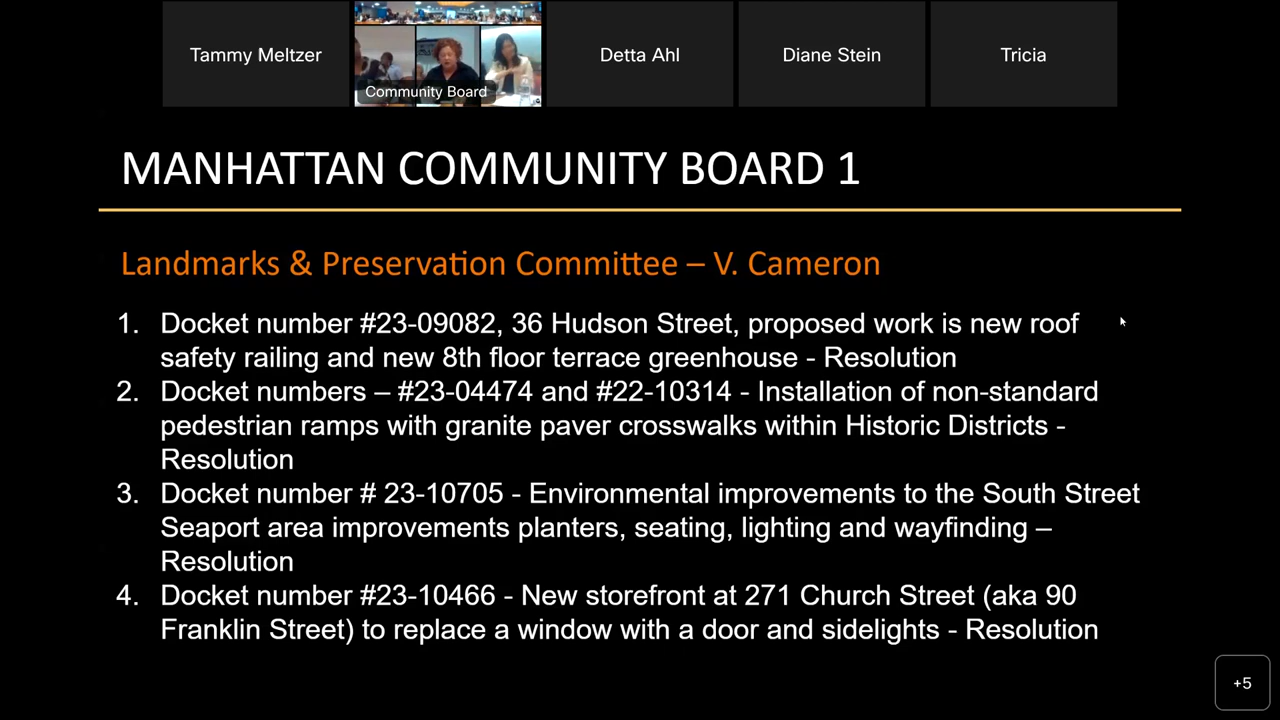 Tammy Meltzer
Community Board
Detta Ahl
Diane Stein
Tricia
MANHATTAN COMMUNITY BOARD 1
Landmarks & Preservation Committee – V. Cameron
1. Docket number #23-09082, 36 Hudson Street, proposed work is new roof
safety railing and new 8th floor terrace greenhouse - Resolution
2. Docket numbers – #23-04474 and #22-10314 - Installation of non-standard
pedestrian ramps with granite paver crosswalks within Historic Districts -
Resolution
3. Docket number # 23-10705 - Environmental improvements to the South Street
Seaport area improvements planters, seating, lighting and wayfinding –
Resolution
4. Docket number #23-10466 - New storefront at 271 Church Street (aka 90
Franklin Street) to replace a window with a door and sidelights - Resolution
+5